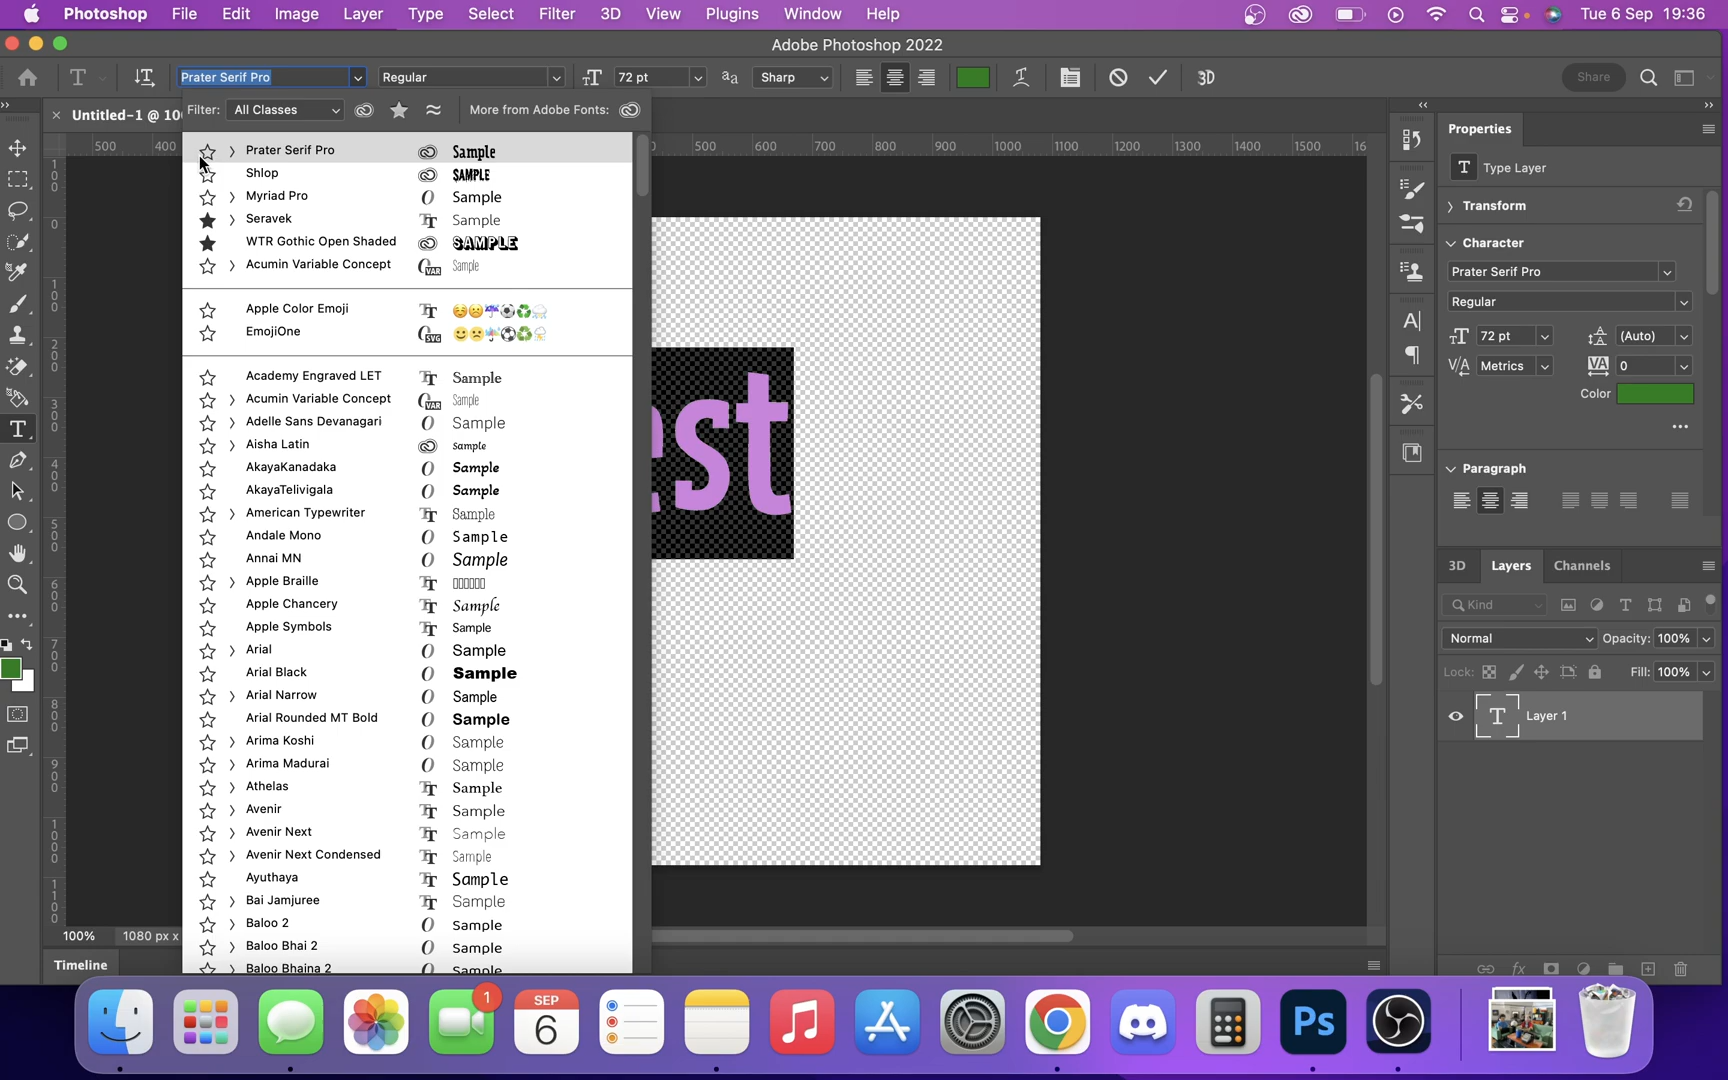 Photoshop File Edit Image Layer Type Select Filter 3D View Plugins Window Help Tue 6 Sep 19:36
Adobe Photoshop 2022
Prater Serif Pro Regular 72 pt Sharp 3D Share
Untitled-1 @ 10
Filter: All Classes More from Adobe Fonts:
500 400 500 600 700 800 900 1000 1100 1200 1300 1400 1500 16
Prater Serif Pro Sample
Shlop SAMPLE
Myriad Pro Sample
Seravek Sample
WTR Gothic Open Shaded SAMPLE
Acumin Variable Concept Sample
Apple Color Emoji
EmojiOne
Academy Engraved LET Sample
Acumin Variable Concept Sample
Adelle Sans Devanagari Sample
Aisha Latin Sample
AkayaKanadaka Sample
AkayaTelivigala Sample
American Typewriter Sample
Andale Mono Sample
Annai MN Sample
Apple Braille
Apple Chancery Sample
Apple Symbols Sample
Arial Sample
Arial Black Sample
Arial Narrow Sample
Arial Rounded MT Bold Sample
Arima Koshi Sample
Arima Madurai Sample
Athelas Sample
Avenir Sample
Avenir Next Sample
Avenir Next Condensed Sample
Ayuthaya Sample
Bai Jamjuree Sample
Baloo 2 Sample
Baloo Bhai 2 Sample
Baloo Bhaina 2 Sample
est
100% 1080 px x
Timeline
Properties
Type Layer
Transform
Character
Prater Serif Pro
Regular
72 pt (Auto)
Metrics 0
Color
Paragraph
3D Layers Channels
Kind
Normal Opacity: 100%
Lock: Fill: 100%
Layer 1
fx
1
SEP
6
Ps